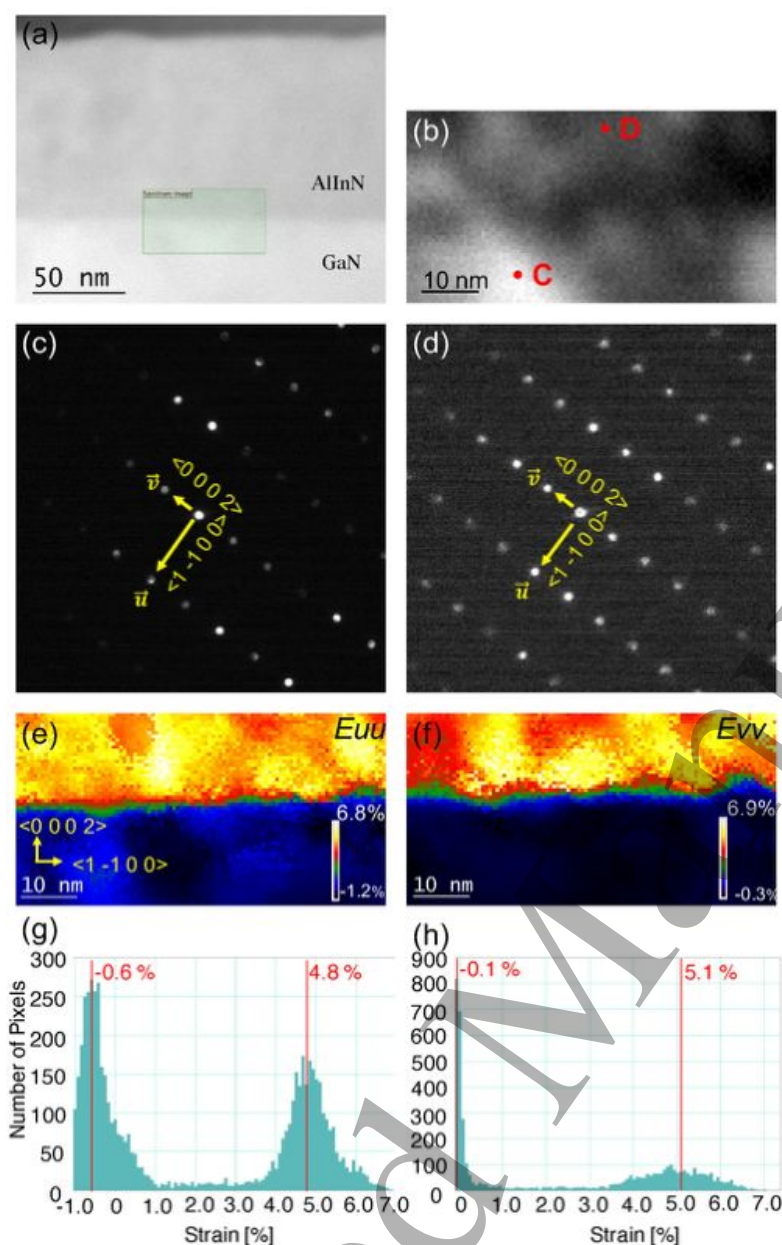 (a)
Spectrum Image
AlInN
GaN
50 nm
(b)
D
C
10 nm
(c)
v⃗
<0 0 0 2>
<1 -1 0 0>
u⃗
(d)
v⃗
<0 0 0 2>
<1 -1 0 0>
u⃗
(e)
Euu
6.8%
<0 0 0 2>
<1 -1 0 0>
10 nm
-1.2%
(f)
Evv
6.9%
10 nm
-0.3%
(g)
-0.6 %
4.8 %
300
250
200
150
100
50
0
Number of Pixels
-1.0 0 1.0 2.0 3.0 4.0 5.0 6.0 7.0
Strain [%]
(h)
-0.1 %
5.1 %
900
800
700
600
500
400
300
200
100
0
0 1.0 2.0 3.0 4.0 5.0 6.0 7.0
Strain [%]